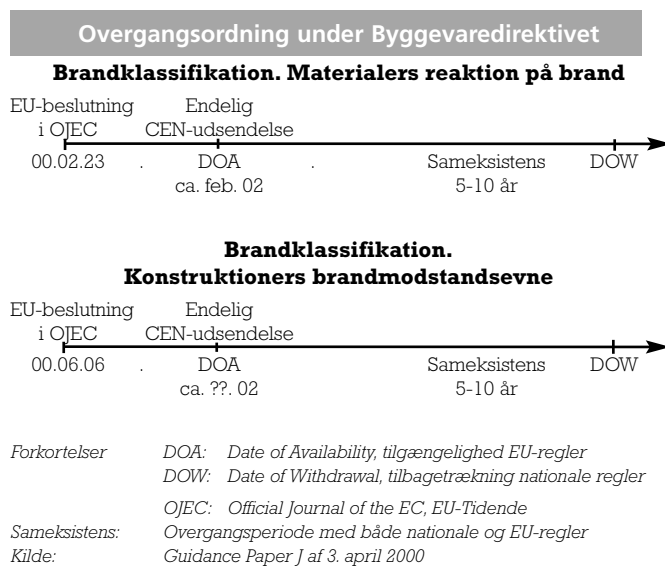 Overgangsordning under Byggevaredirektivet
Brandklassifikation. Materialers reaktion på brand
EU-beslutning Endelig
i OJEC CEN-udsendelse
00.02.23 . DOA . Sameksistens DOW
ca. feb. 02 5-10 år
Brandklassifikation.
Konstruktioners brandmodstandsevne
EU-beslutning Endelig
i OJEC CEN-udsendelse
00.06.06 . DOA Sameksistens DOW
ca. ??. 02 5-10 år
Forkortelser DOA: Date of Availability, tilgængelighed EU-regler
DOW: Date of Withdrawal, tilbagetrækning nationale regler
OJEC: Official Journal of the EC, EU-Tidende
Sameksistens: Overgangsperiode med både nationale og EU-regler
Kilde: Guidance Paper J af 3. april 2000